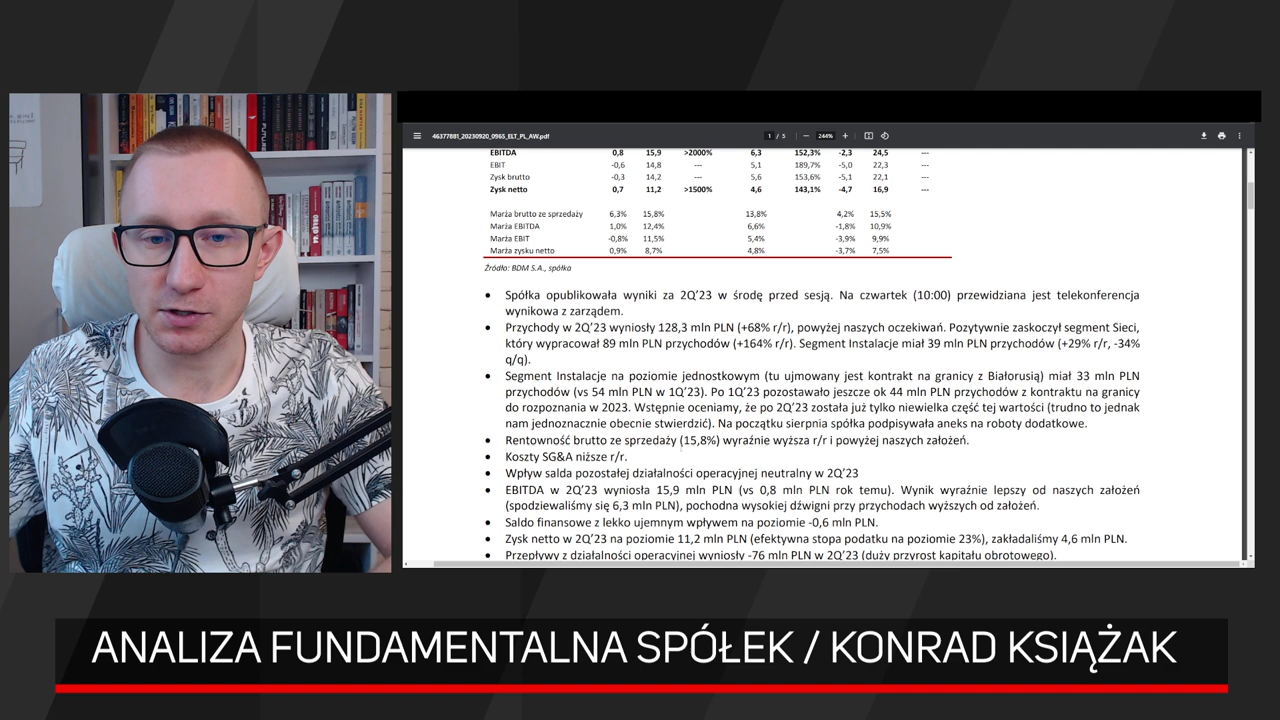 46377881_20230920_0965_ELT_PL_AW.pdf 1 / 5 244%
EBITDA 0,8 15,9 >2000% 6,3 152,3% -2,3 24,5 ---
EBIT -0,6 14,8 --- 5,1 189,7% -5,0 22,3 ---
Zysk brutto -0,3 14,2 --- 5,6 153,6% -5,1 22,1 ---
Zysk netto 0,7 11,2 >1500% 4,6 143,1% -4,7 16,9 ---
Marża brutto ze sprzedaży 6,3% 15,8% 13,8% 4,2% 15,5%
Marża EBITDA 1,0% 12,4% 6,6% -1,8% 10,9%
Marża EBIT -0,8% 11,5% 5,4% -3,9% 9,9%
Marża zysku netto 0,9% 8,7% 4,8% -3,7% 7,5%
Źródło: BDM S.A., spółka
• Spółka opublikowała wyniki za 2Q’23 w środę przed sesją. Na czwartek (10:00) przewidziana jest telekonferencja
wynikowa z zarządem.
• Przychody w 2Q’23 wyniosły 128,3 mln PLN (+68% r/r), powyżej naszych oczekiwań. Pozytywnie zaskoczył segment Sieci,
który wypracował 89 mln PLN przychodów (+164% r/r). Segment Instalacje miał 39 mln PLN przychodów (+29% r/r, -34%
q/q).
• Segment Instalacje na poziomie jednostkowym (tu ujmowany jest kontrakt na granicy z Białorusią) miał 33 mln PLN
przychodów (vs 54 mln PLN w 1Q’23). Po 1Q’23 pozostawało jeszcze ok 44 mln PLN przychodów z kontraktu na granicy
do rozpoznania w 2023. Wstępnie oceniamy, że po 2Q’23 została już tylko niewielka część tej wartości (trudno to jednak
nam jednoznacznie obecnie stwierdzić). Na początku sierpnia spółka podpisywała aneks na roboty dodatkowe.
• Rentowność brutto ze sprzedaży (15,8%) wyraźnie wyższa r/r i powyżej naszych założeń.
• Koszty SG&A niższe r/r.
• Wpływ salda pozostałej działalności operacyjnej neutralny w 2Q’23
• EBITDA w 2Q’23 wyniosła 15,9 mln PLN (vs 0,8 mln PLN rok temu). Wynik wyraźnie lepszy od naszych założeń
(spodziewaliśmy się 6,3 mln PLN), pochodna wysokiej dźwigni przy przychodach wyższych od założeń.
• Saldo finansowe z lekko ujemnym wpływem na poziomie -0,6 mln PLN.
• Zysk netto w 2Q’23 na poziomie 11,2 mln PLN (efektywna stopa podatku na poziomie 23%), zakładaliśmy 4,6 mln PLN.
• Przepływy z działalności operacyjnej wyniosły -76 mln PLN w 2Q’23 (duży przyrost kapitału obrotowego).
ANALIZA FUNDAMENTALNA SPÓŁEK / KONRAD KSIĄŻAK